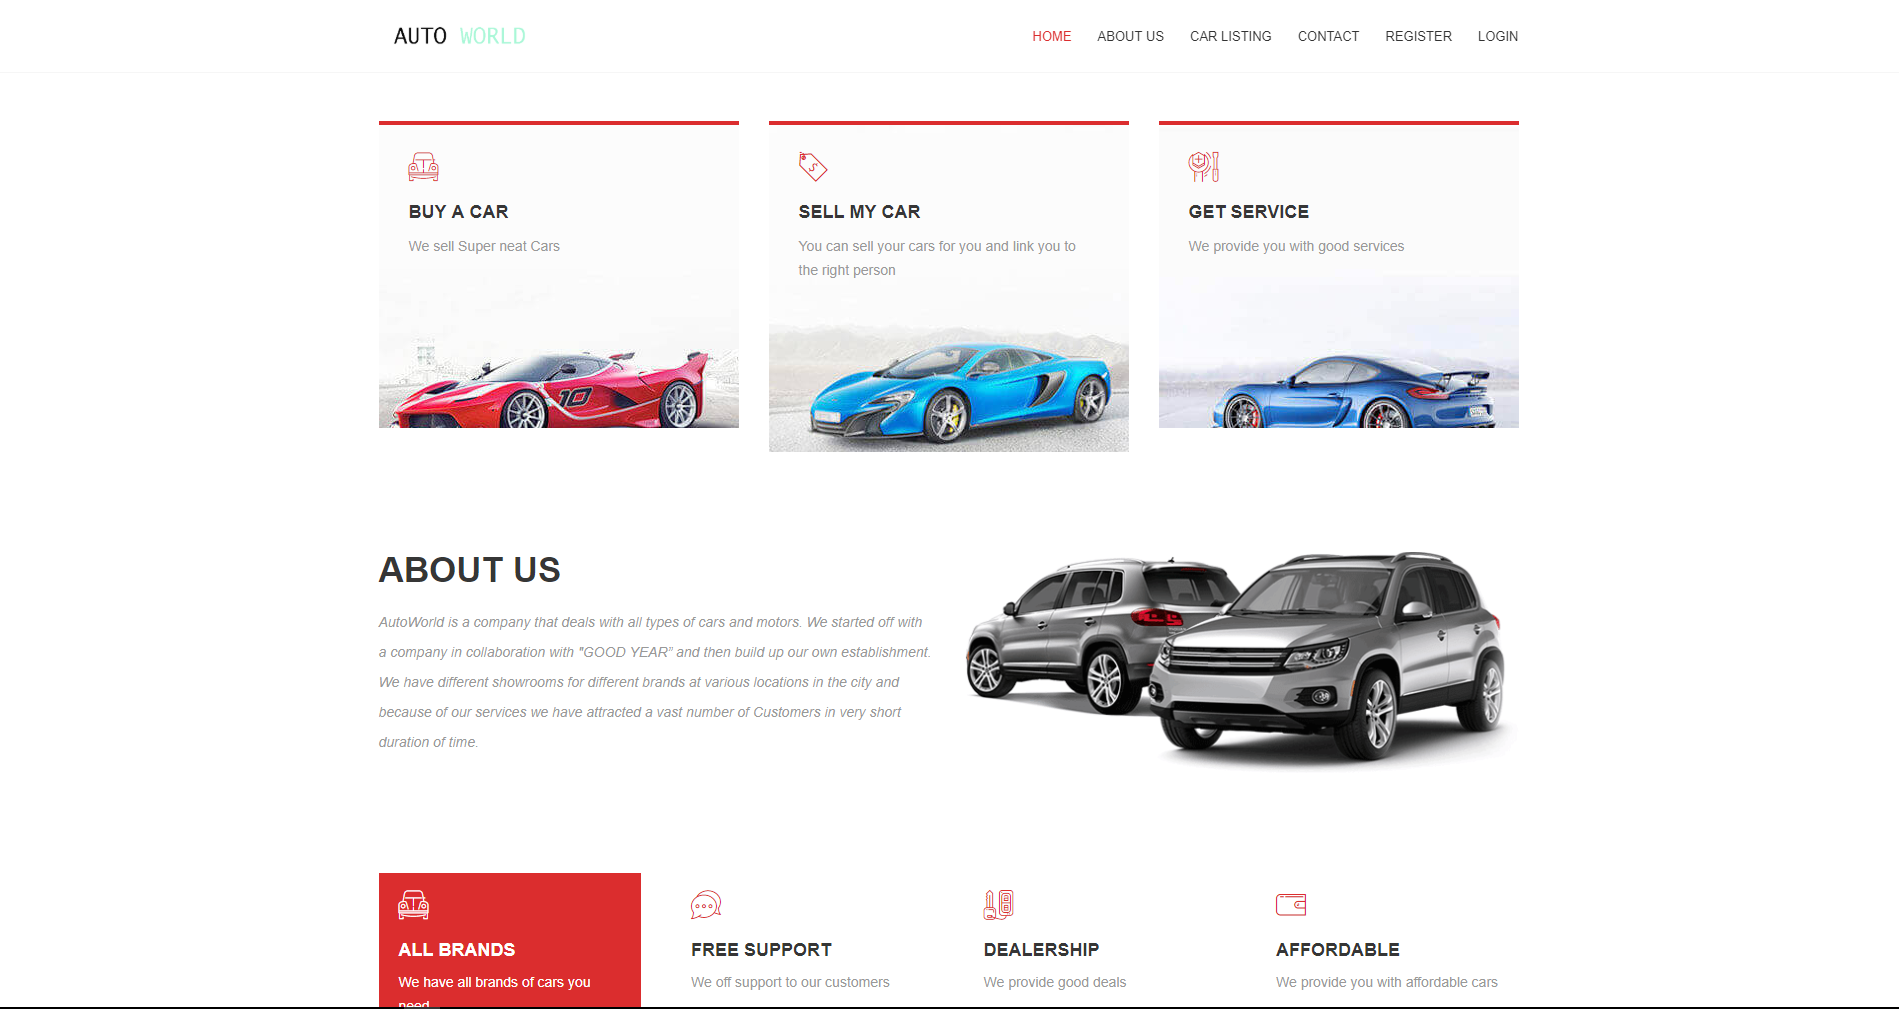 AUTO WORLD
HOME ABOUT US CAR LISTING CONTACT REGISTER LOGIN
BUY A CAR
We sell Super neat Cars
SELL MY CAR
You can sell your cars for you and link you to
the right person
GET SERVICE
We provide you with good services
10
ABOUT US
AutoWorld is a company that deals with all types of cars and motors. We started off with
a company in collaboration with "GOOD YEAR" and then build up our own establishment.
We have different showrooms for different brands at various locations in the city and
because of our services we have attracted a vast number of Customers in very short
duration of time.
ALL BRANDS
We have all brands of cars you
need
FREE SUPPORT
We off support to our customers
DEALERSHIP
We provide good deals
AFFORDABLE
We provide you with affordable cars